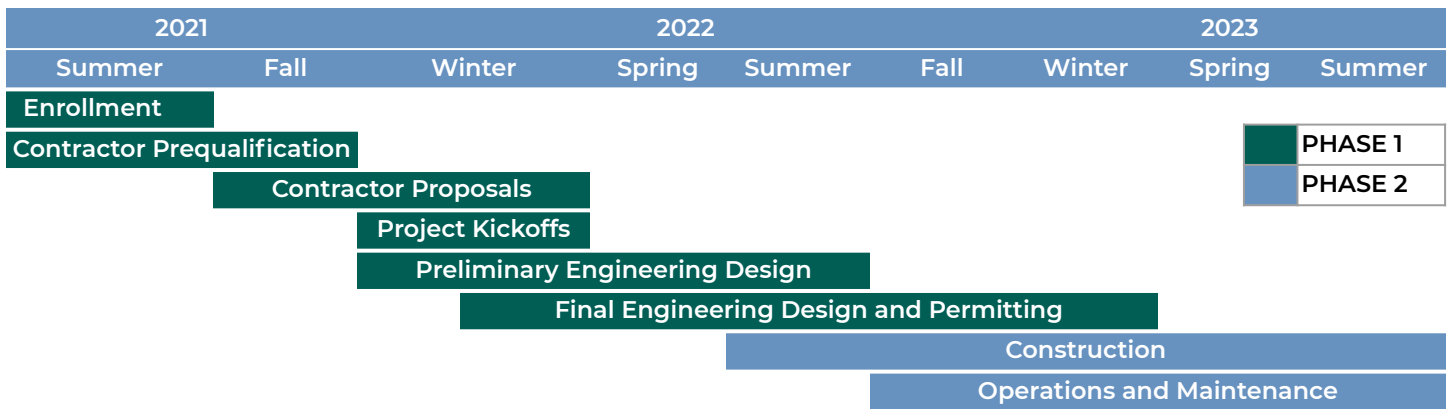 2021 2022 2023
Summer Fall Winter Spring Summer Fall Winter Spring Summer
Enrollment
Contractor Prequalification
PHASE 1
Contractor Proposals
PHASE 2
Project Kickoffs
Preliminary Engineering Design
Final Engineering Design and Permitting
Construction
Operations and Maintenance